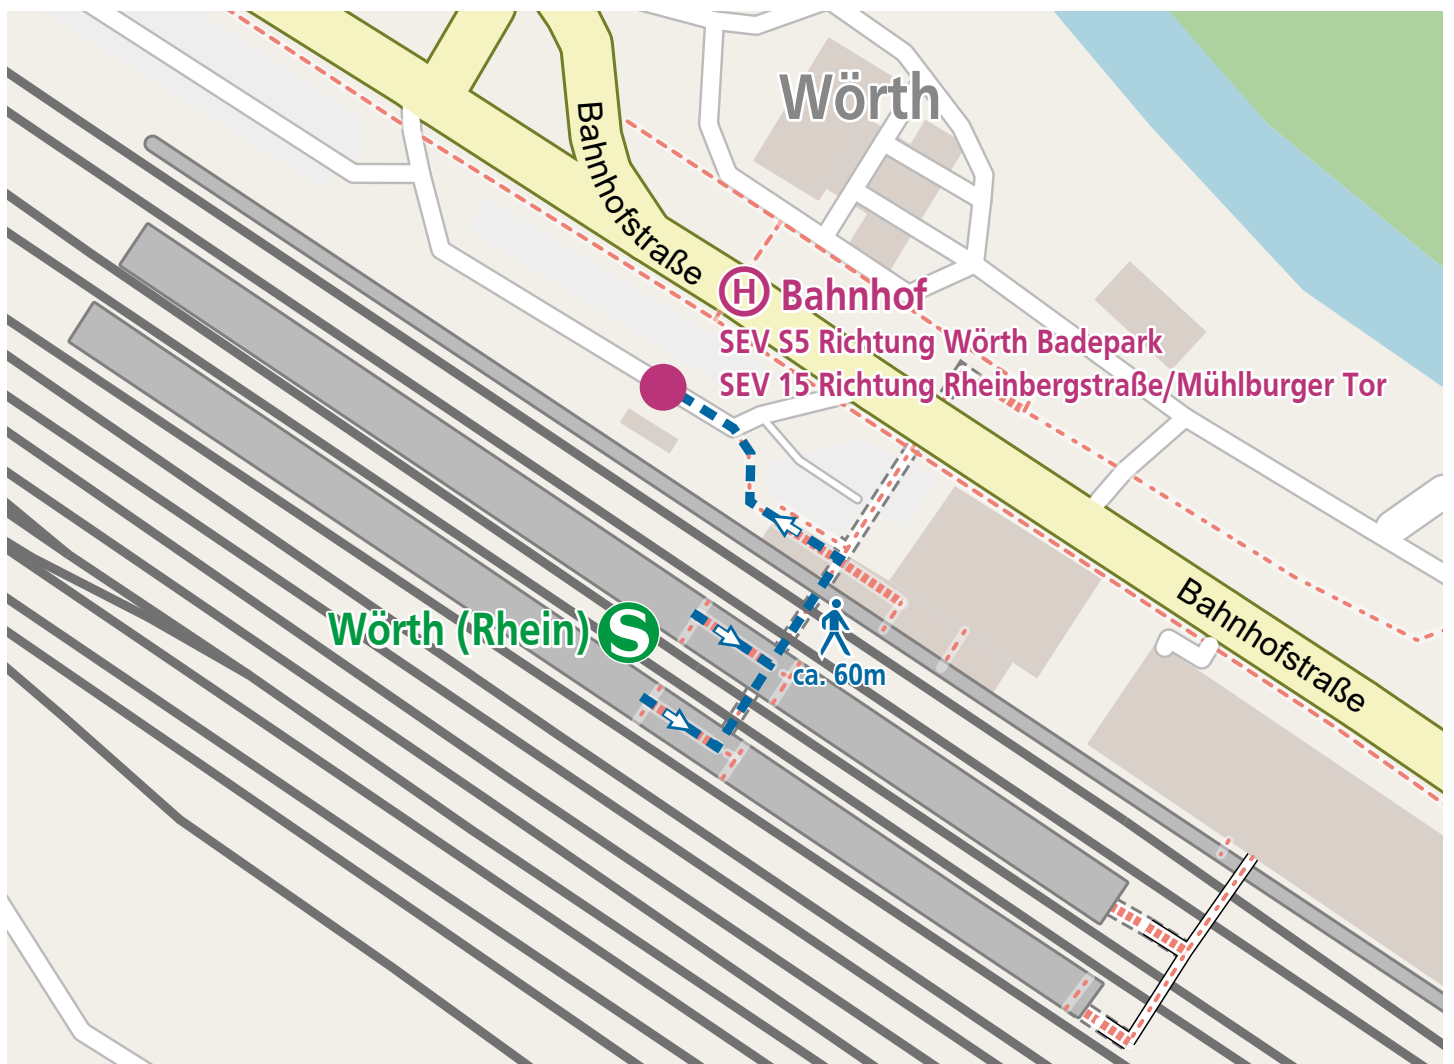 Wörth
Bahnhofstraße
H Bahnhof
SEV S5 Richtung Wörth Badepark
SEV 15 Richtung Rheinbergstraße/Mühlburger Tor
Bahnhofstraße
Wörth (Rhein) S
ca. 60m